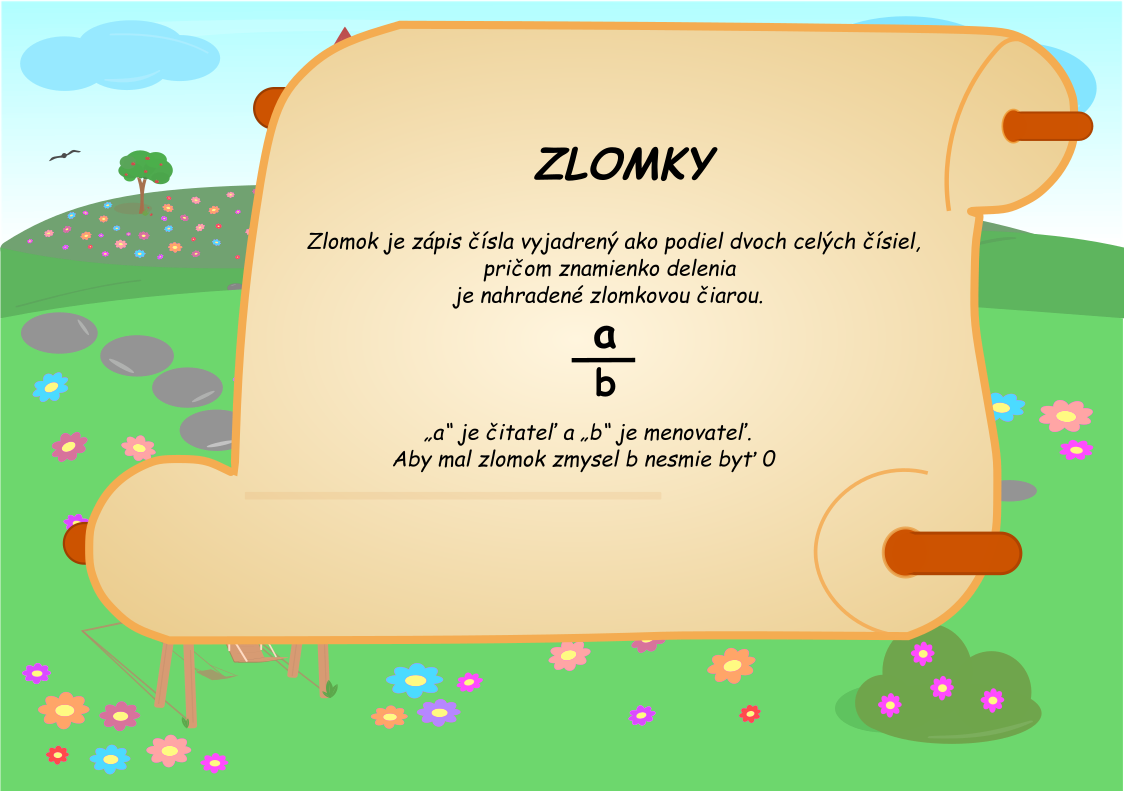 ZLOMKY
Zlomok je zápis čísla vyjadrený ako podiel dvoch celých čísiel,
pričom znamienko delenia
je nahradené zlomkovou čiarou.
a
b
„a“ je čitateľ a „b“ je menovateľ.
Aby mal zlomok zmysel b nesmie byť 0